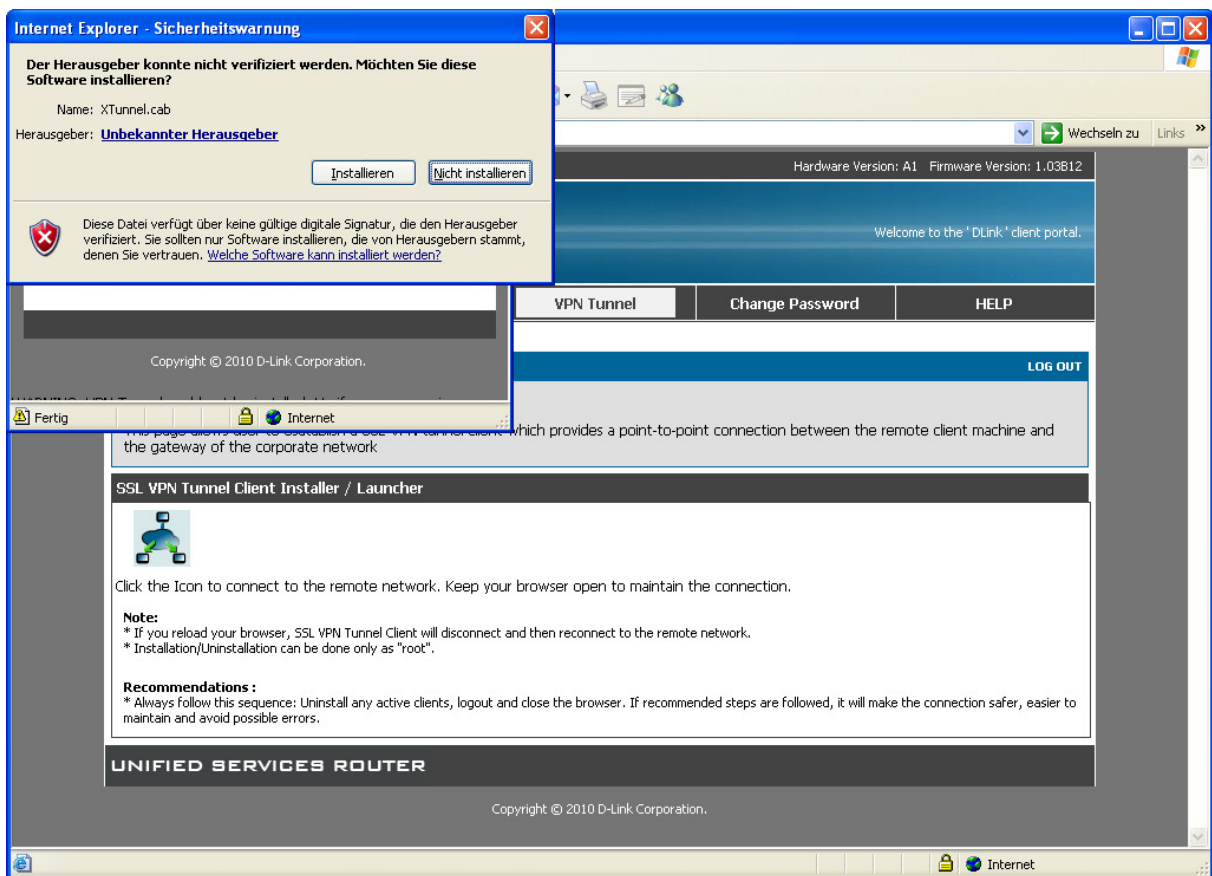 Internet Explorer - Sicherheitswarnung
Der Herausgeber konnte nicht verifiziert werden. Möchten Sie diese
Software installieren?
Name: XTunnel.cab
Herausgeber: Unbekannter Herausgeber
Installieren
Nicht installieren
Diese Datei verfügt über keine gültige digitale Signatur, die den Herausgeber
verifiziert. Sie sollten nur Software installieren, die von Herausgebern stammt,
denen Sie vertrauen. Welche Software kann installiert werden?
Wechseln zu Links »
Hardware Version: A1 Firmware Version: 1.03B12
Welcome to the ' DLink ' client portal.
VPN Tunnel
Change Password
HELP
Copyright © 2010 D-Link Corporation.
LOG OUT
Fertig
Internet
which provides a point-to-point connection between the remote client machine and
the gateway of the corporate network
SSL VPN Tunnel Client Installer / Launcher
Click the Icon to connect to the remote network. Keep your browser open to maintain the connection.
Note:
* If you reload your browser, SSL VPN Tunnel Client will disconnect and then reconnect to the remote network.
* Installation/Uninstallation can be done only as "root".
Recommendations :
* Always follow this sequence: Uninstall any active clients, logout and close the browser. If recommended steps are followed, it will make the connection safer, easier to
maintain and avoid possible errors.
UNIFIED SERVICES ROUTER
Copyright © 2010 D-Link Corporation.
Internet